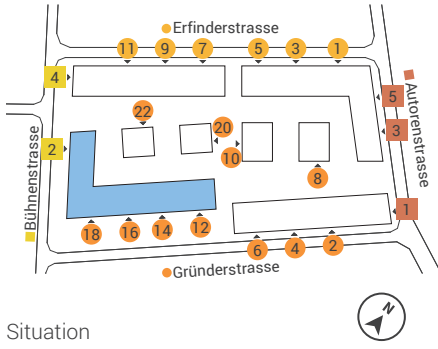 Erfinderstrasse
11 9 7 5 3 1
4
5
Autorenstrasse
22
20
3
2
10
8
Bühnenstrasse
18 16 14 12
1
6 4 2
Gründerstrasse
N
Situation